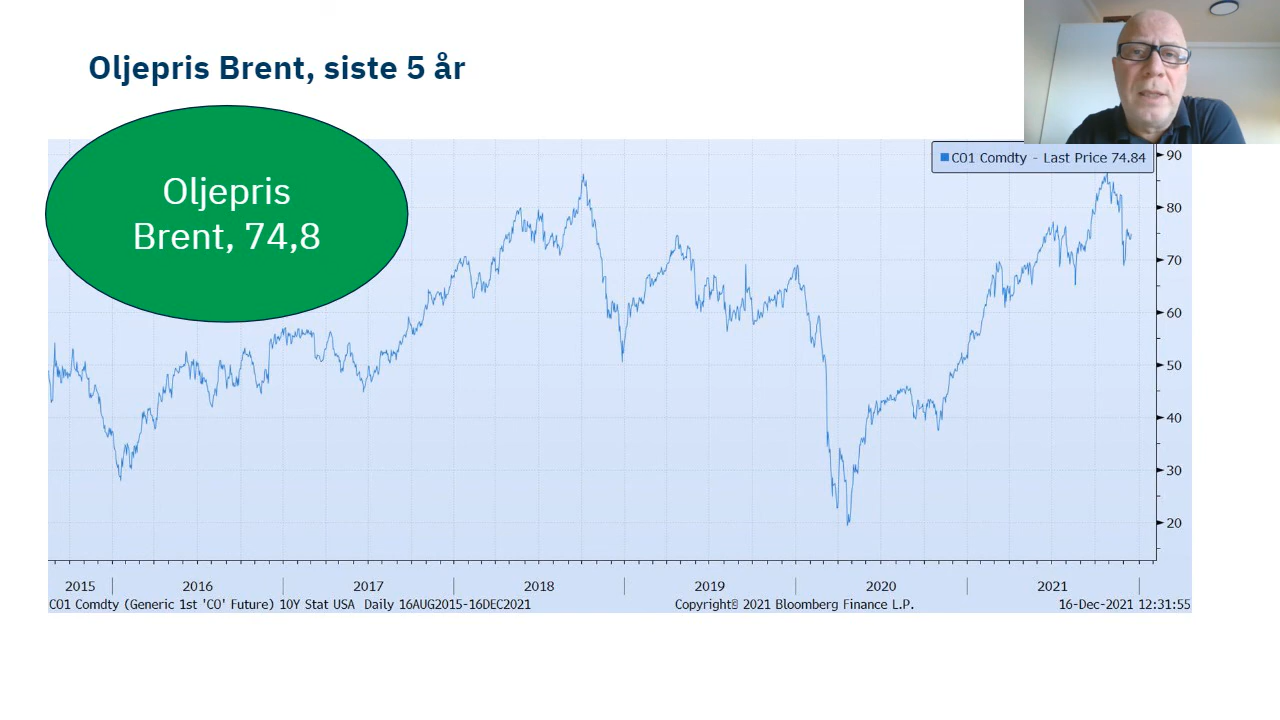 Oljepris Brent, siste 5 år
Oljepris
Brent, 74,8
CO1 Comdty - Last Price 74.84
90
80
70
60
50
40
30
20
2015
2016
2017
2018
2019
2020
2021
CO1 Comdty (Generic 1st 'CO' Future) 10Y Stat USA Daily 16AUG2015-16DEC2021
Copyright© 2021 Bloomberg Finance L.P.
16-Dec-2021 12:31:55